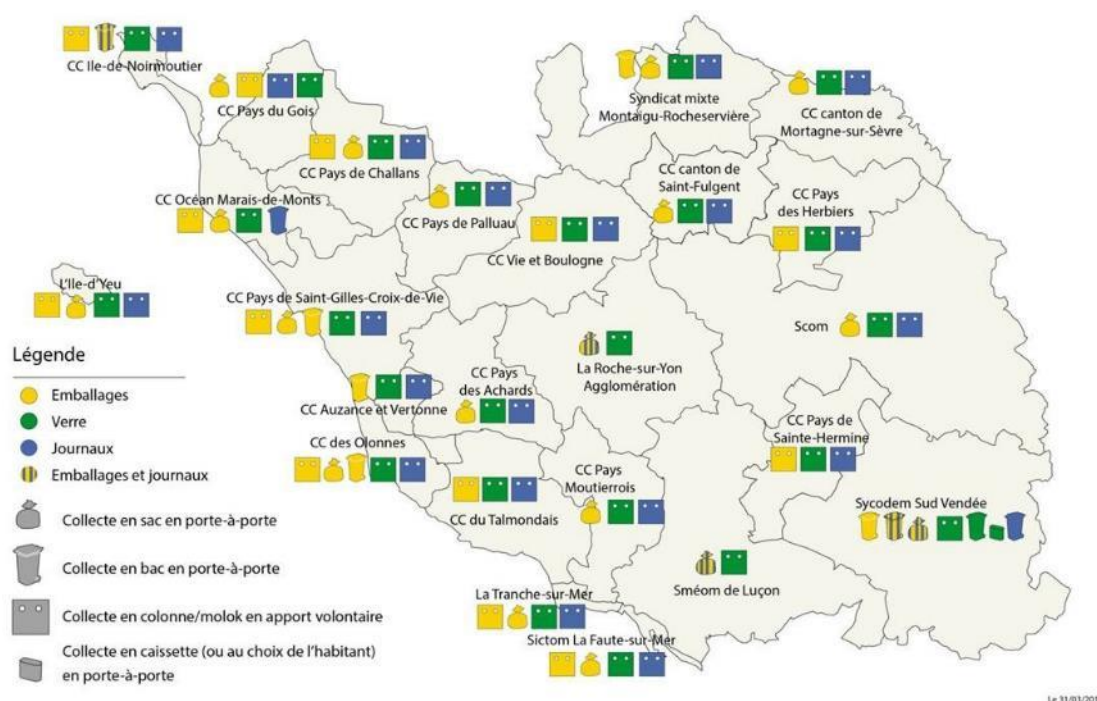 CC Ile-de-Noirmoutier
CC Pays du Gois
Syndicat mixte
Montaigu-Rocheservière
CC canton de
Mortagne-sur-Sèvre
CC Pays de Challans
CC canton de
Saint-Fulgent
CC Pays
des Herbiers
CC Océan Marais-de-Monts
CC Pays de Palluau
CC Vie et Boulogne
L'Ile-d'Yeu
CC Pays de Saint-Gilles-Croix-de-Vie
Scom
La Roche-sur-Yon
Agglomération
CC Pays
des Achards
CC Auzance et Vertonne
CC des Olonnes
CC Pays de
Sainte-Hermine
CC Pays
Moutierrois
CC du Talmondais
Sycodem Sud Vendée
Sméom de Luçon
La Tranche-sur-Mer
Sictom La Faute-sur-Mer
Légende
Emballages
Verre
Journaux
Emballages et journaux
Collecte en sac en porte-à-porte
Collecte en bac en porte-à-porte
Collecte en colonne/molok en apport volontaire
Collecte en caissette (ou au choix de l'habitant)
en porte-à-porte
Le 31/03/201